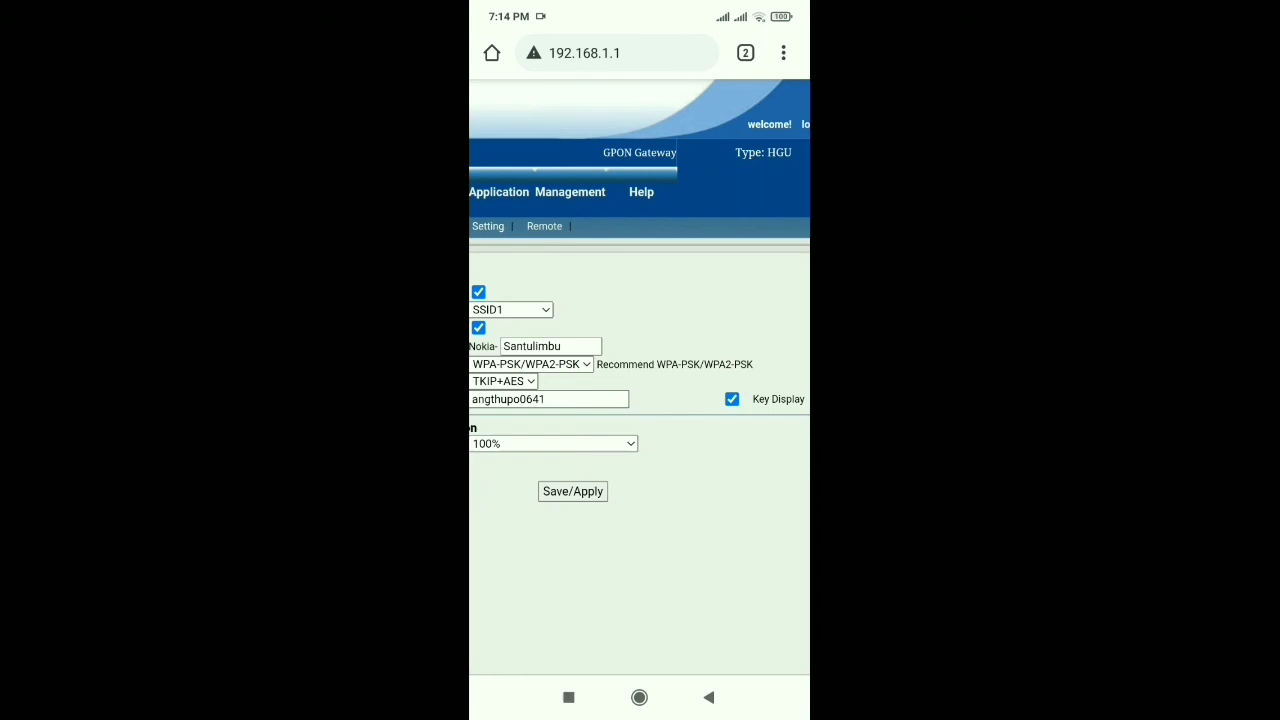 7:14 PM 100
192.168.1.1 2
welcome! lo
GPON Gateway Type: HGU
Application Management Help
Setting | Remote |
SSID1
Nokia- Santulimbu
WPA-PSK/WPA2-PSK Recommend WPA-PSK/WPA2-PSK
TKIP+AES
angthupo0641 Key Display
on
100%
Save/Apply